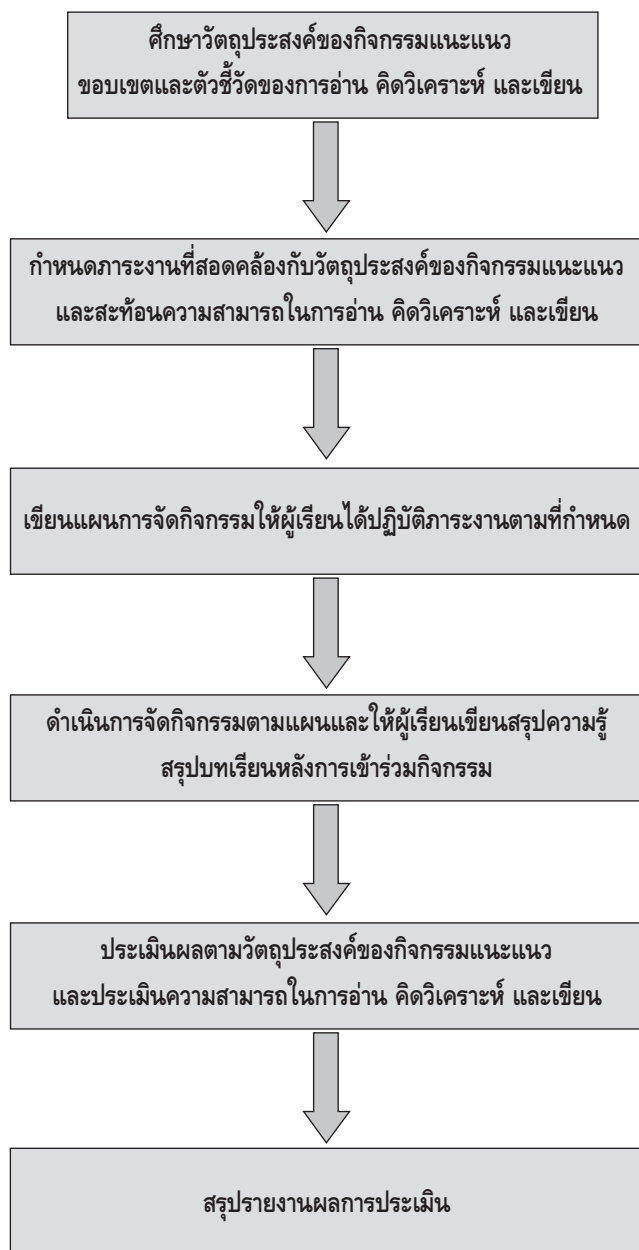 ศึกษาวัตถุประสงค์ของกิจกรรมแนะแนว
ขอบเขตและตัวชี้วัดของการอ่าน คิดวิเคราะห์ และเขียน
กำหนดภาระงานที่สอดคล้องกับวัตถุประสงค์ของกิจกรรมแนะแนว
และสะท้อนความสามารถในการอ่าน คิดวิเคราะห์ และเขียน
เขียนแผนการจัดกิจกรรมให้ผู้เรียนได้ปฏิบัติภาระงานตามที่กำหนด
ดำเนินการจัดกิจกรรมตามแผนและให้ผู้เรียนเขียนสรุปความรู้
สรุปบทเรียนหลังการเข้าร่วมกิจกรรม
ประเมินผลตามวัตถุประสงค์ของกิจกรรมแนะแนว
และประเมินความสามารถในการอ่าน คิดวิเคราะห์ และเขียน
สรุปรายงานผลการประเมิน